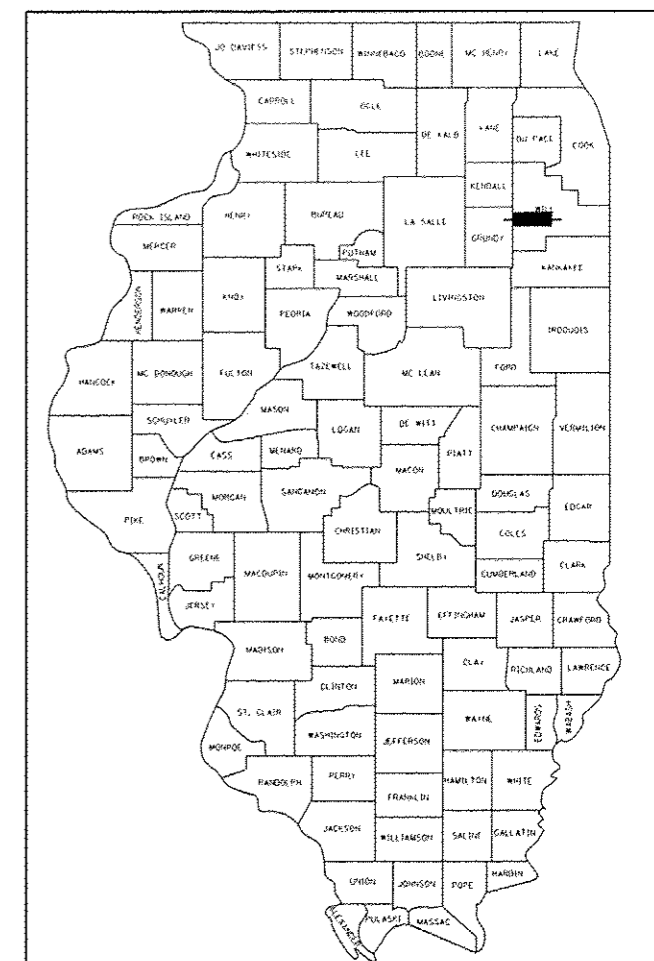 JO DAVIESS STEPHENSON WINNEBAGO BOONE MC HENRY LAKE
CARROLL OGLE DE KALB KANE DU PAGE COOK
WHITESIDE LEE KENDALL WILL
ROCK ISLAND HENRY BUREAU LA SALLE GRUNDY
MERCER PUTNAM KANKAKEE
STARK MARSHALL LIVINGSTON
HENDERSON WARREN KNOX PEORIA WOODFORD IROQUOIS
HANCOCK MC DONOUGH FULTON TAZEWELL MC LEAN FORD
SCHUYLER MASON LOGAN DE WITT CHAMPAIGN VERMILION
ADAMS BROWN CASS MENARD MACON PIATT
PIKE SCOTT MORGAN SANGAMON MOULTRIE DOUGLAS EDGAR
CHRISTIAN COLES
CALHOUN GREENE MACOUPIN MONTGOMERY SHELBY CUMBERLAND CLARK
JERSEY FAYETTE EFFINGHAM JASPER CRAWFORD
MADISON BOND CLAY RICHLAND LAWRENCE
CLINTON MARION
ST. CLAIR WAYNE EDWARDS WABASH
MONROE WASHINGTON JEFFERSON
RANDOLPH PERRY HAMILTON WHITE
FRANKLIN
JACKSON WILLIAMSON SALINE GALLATIN
UNION JOHNSON POPE HARDIN
ALEXANDER PULASKI MASSAC